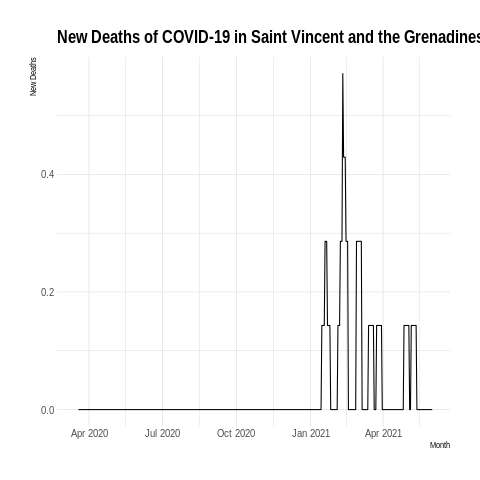 New Deaths of COVID-19 in Saint Vincent and the Grenadines
New Deaths
0.4
0.2
0.0
Apr 2020 Jul 2020 Oct 2020 Jan 2021 Apr 2021
Month